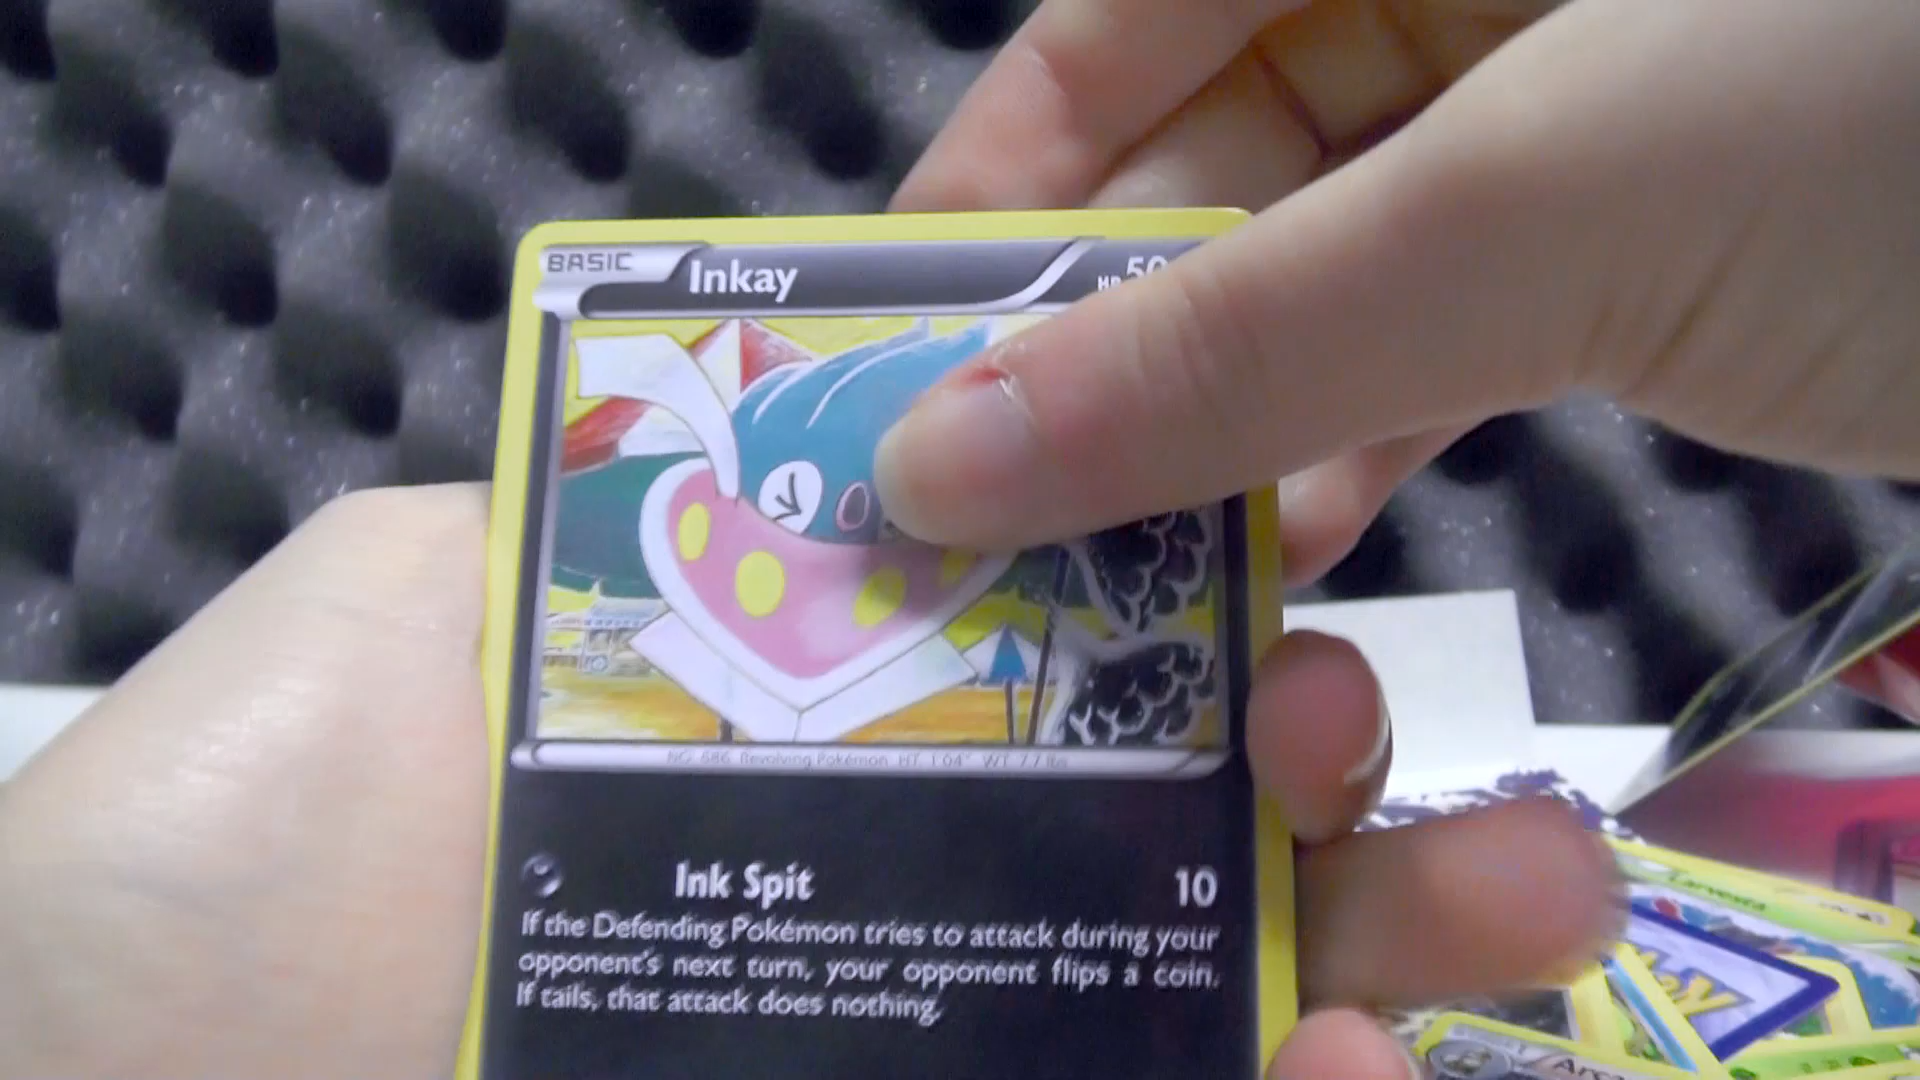 BASIC Inkay HP 50
NO. 686 Revolving Pokémon HT 1'04" WT 7.7 lbs
Ink Spit 10
If the Defending Pokémon tries to attack during your
opponent's next turn, your opponent flips a coin.
If tails, that attack does nothing.
Larvesta